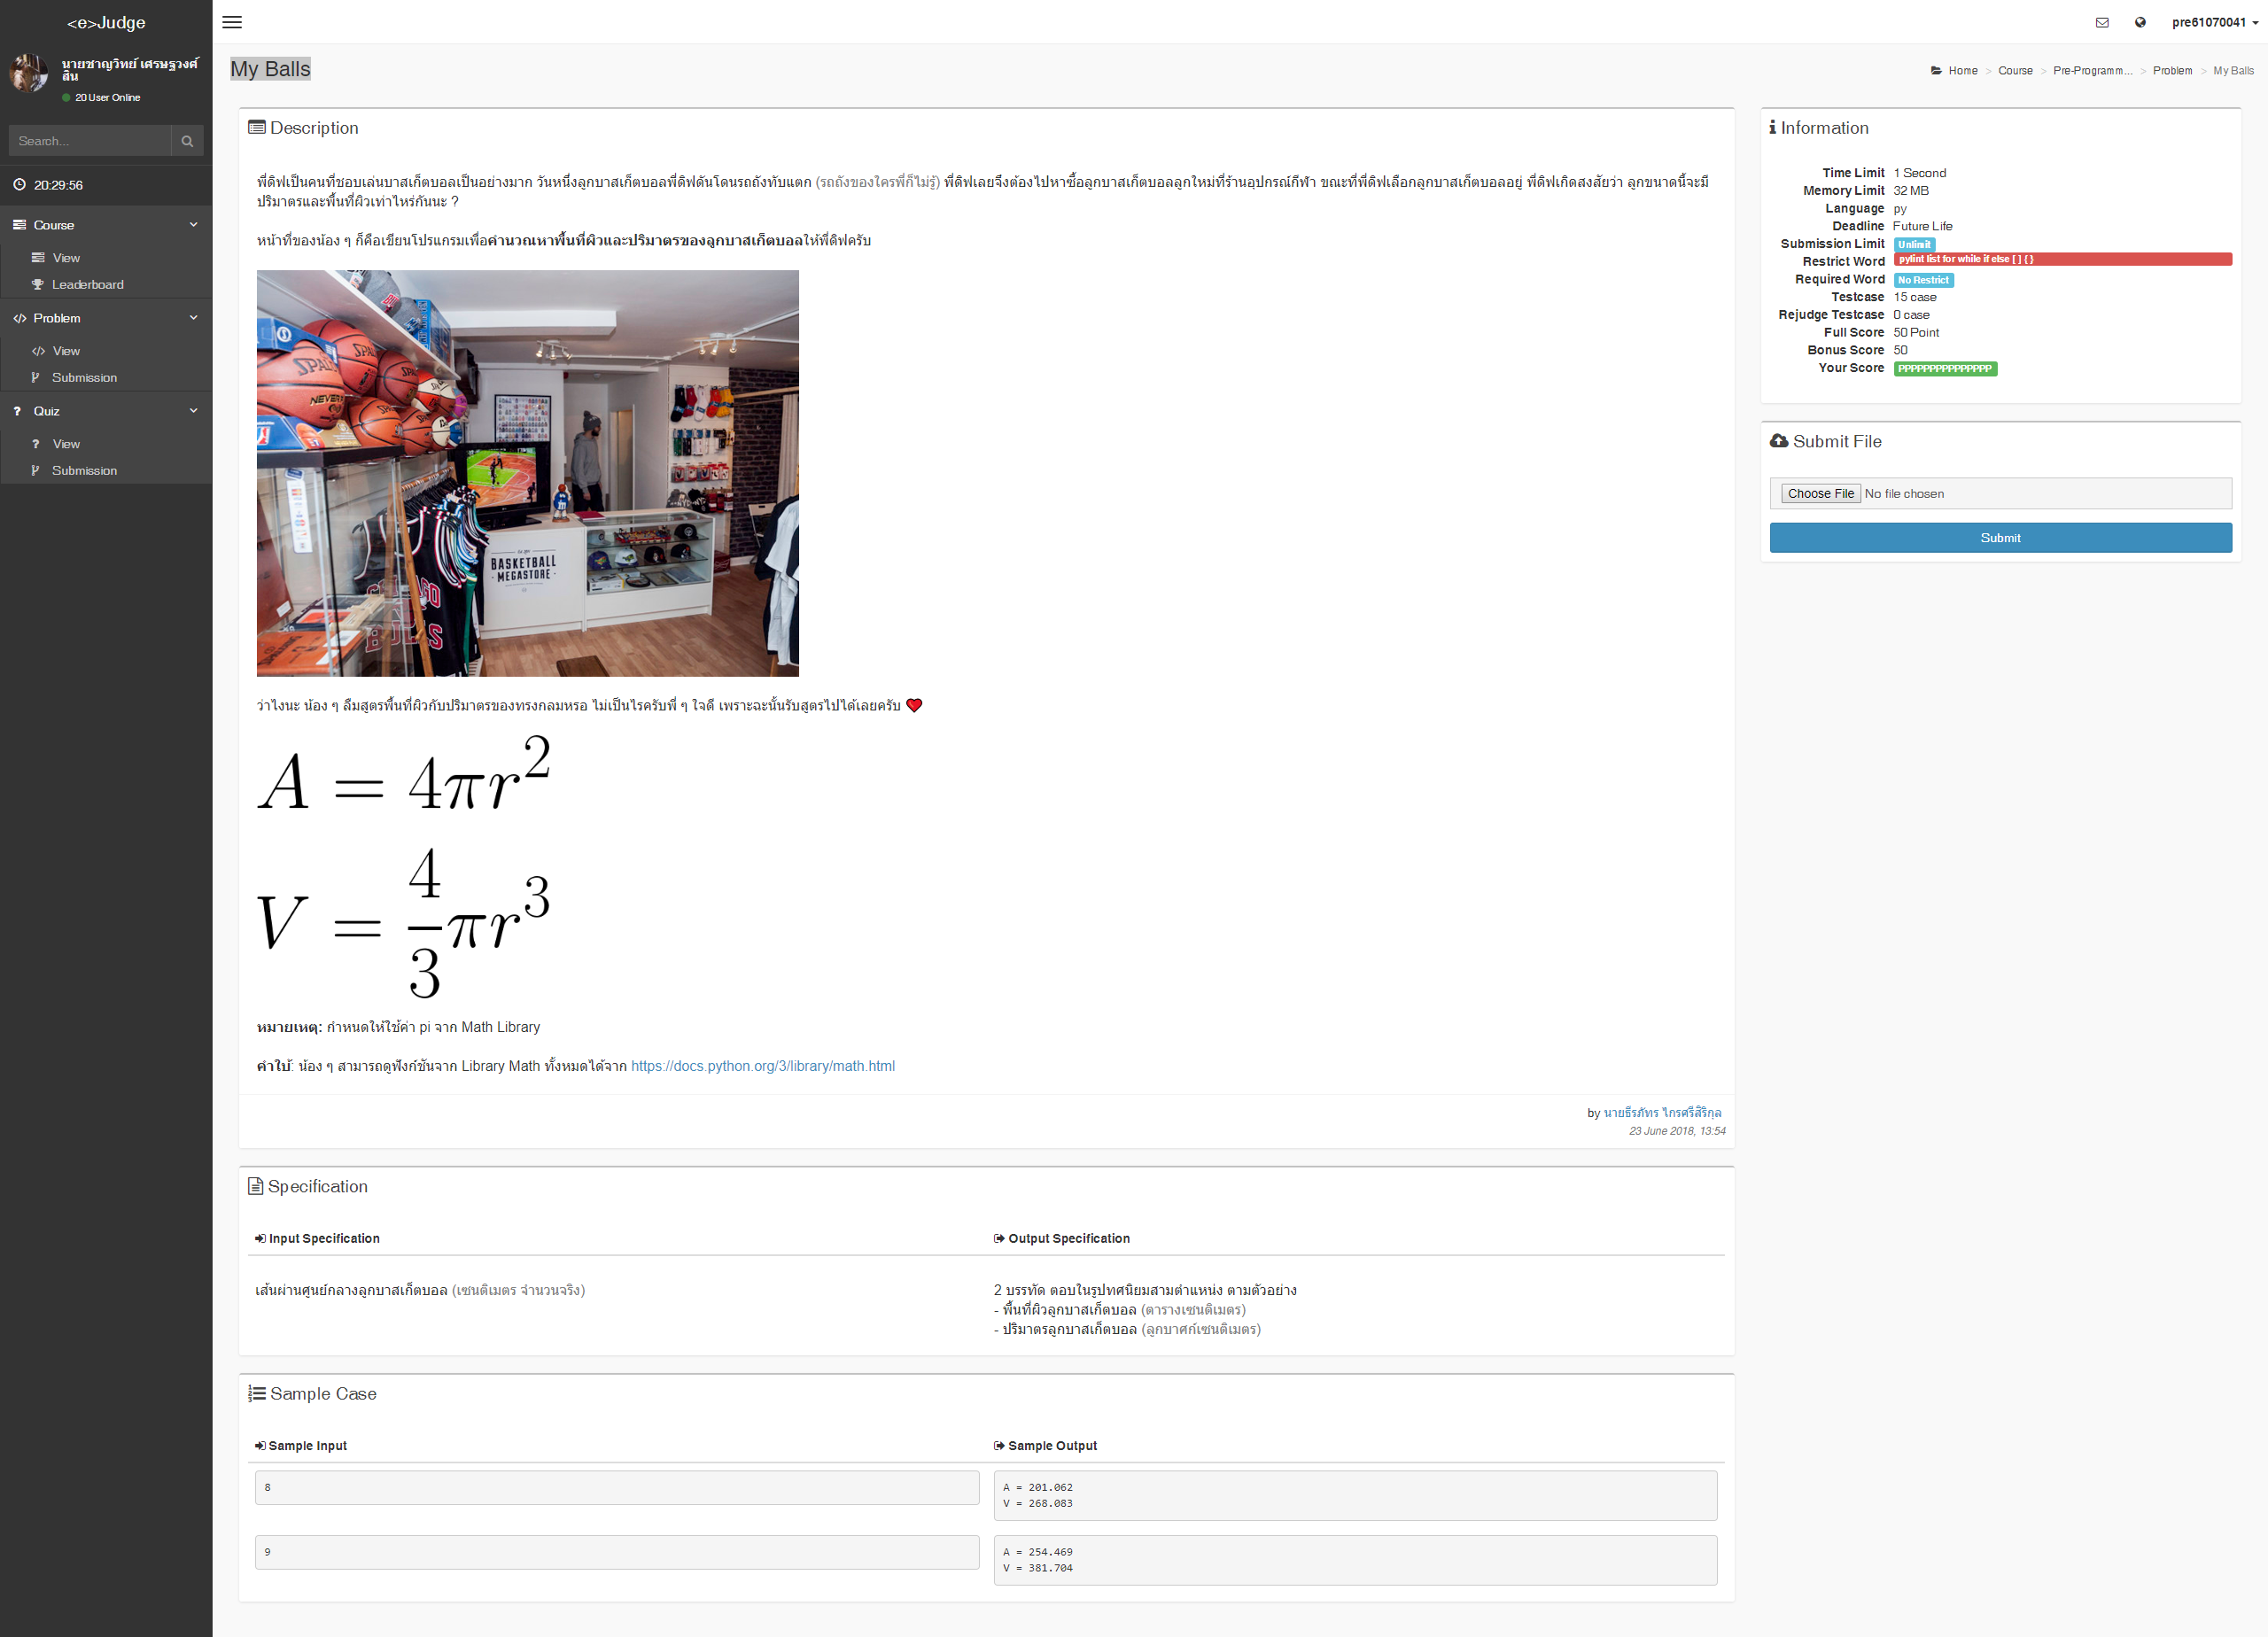 <e>Judge
pre61070041
นายชาญวิทย์ เศรษฐวงศ์
สิน
20 User Online
Search...
20:29:56
Course
View
Leaderboard
Problem
View
Submission
Quiz
View
Submission
My Balls
Home > Course > Pre-Programm... > Problem > My Balls
Description
พี่ดิฟเป็นคนที่ชอบเล่นบาสเก็ตบอลเป็นอย่างมาก วันหนึ่งลูกบาสเก็ตบอลพี่ดิฟดันโดนรถถังทับแตก (รถถังของใครพี่ก็ไม่รู้) พี่ดิฟเลยจึงต้องไปหาซื้อลูกบาสเก็ตบอลลูกใหม่ที่ร้านอุปกรณ์กีฬา ขณะที่พี่ดิฟเลือกลูกบาสเก็ตบอลอยู่ พี่ดิฟเกิดสงสัยว่า ลูกขนาดนี้จะมี
ปริมาตรและพื้นที่ผิวเท่าไหร่กันนะ ?
หน้าที่ของน้อง ๆ ก็คือเขียนโปรแกรมเพื่อคำนวณหาพื้นที่ผิวและปริมาตรของลูกบาสเก็ตบอลให้พี่ดิฟครับ
SPALDING
NEVER
BASKETBALL
MEGASTORE
CHICAGO
BULLS
ว่าไงนะ น้อง ๆ ลืมสูตรพื้นที่ผิวกับปริมาตรของทรงกลมหรอ ไม่เป็นไรครับพี่ ๆ ใจดี เพราะฉะนั้นรับสูตรไปได้เลยครับ
A = 4πr²
V = 4/3 πr³
หมายเหตุ: กำหนดให้ใช้ค่า pi จาก Math Library
คำใบ้: น้อง ๆ สามารถดูฟังก์ชันจาก Library Math ทั้งหมดได้จาก https://docs.python.org/3/library/math.html
by นายธีรภัทร ไกรศรีสิริกุล
23 June 2018, 13:54
Specification
Input Specification
Output Specification
เส้นผ่านศูนย์กลางลูกบาสเก็ตบอล (เซนติเมตร จำนวนจริง)
2 บรรทัด ตอบในรูปทศนิยมสามตำแหน่ง ตามตัวอย่าง
- พื้นที่ผิวลูกบาสเก็ตบอล (ตารางเซนติเมตร)
- ปริมาตรลูกบาสเก็ตบอล (ลูกบาศก์เซนติเมตร)
Sample Case
Sample Input
Sample Output
8
A = 201.062
V = 268.083
9
A = 254.469
V = 381.704
Information
Time Limit 1 Second
Memory Limit 32 MB
Language py
Deadline Future Life
Submission Limit Unlimit
Restrict Word pylint list for while if else [ ] { }
Required Word No Restrict
Testcase 15 case
Rejudge Testcase 0 case
Full Score 50 Point
Bonus Score 50
Your Score PPPPPPPPPPPPPPP
Submit File
Choose File No file chosen
Submit